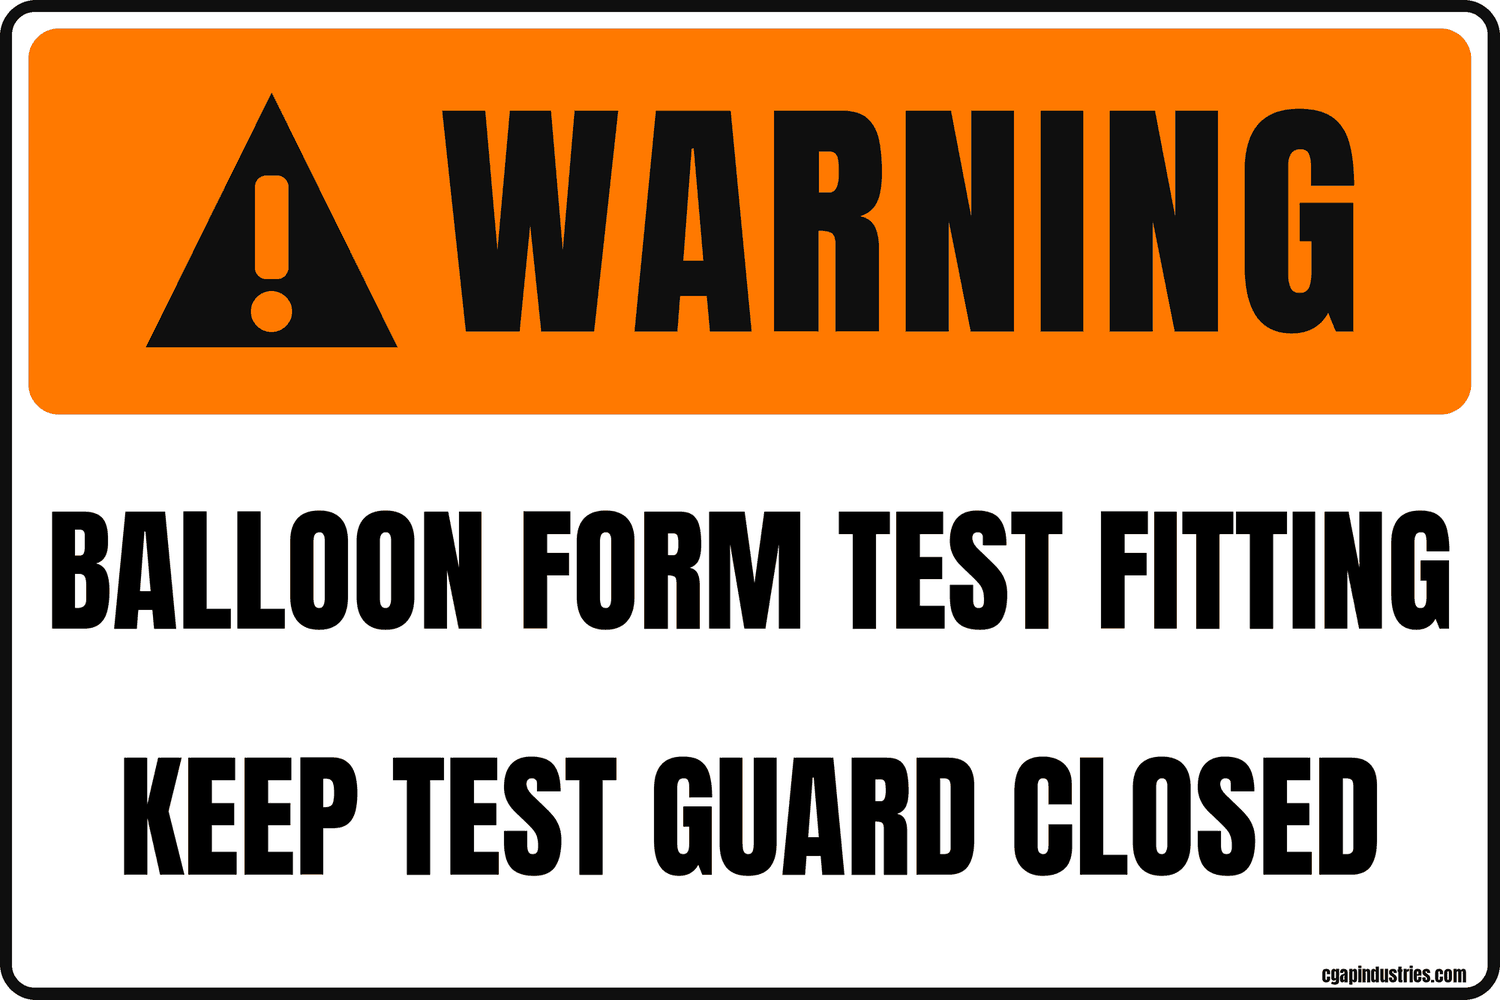 WARNING
BALLOON FORM TEST FITTING
KEEP TEST GUARD CLOSED
cgapindustries.com